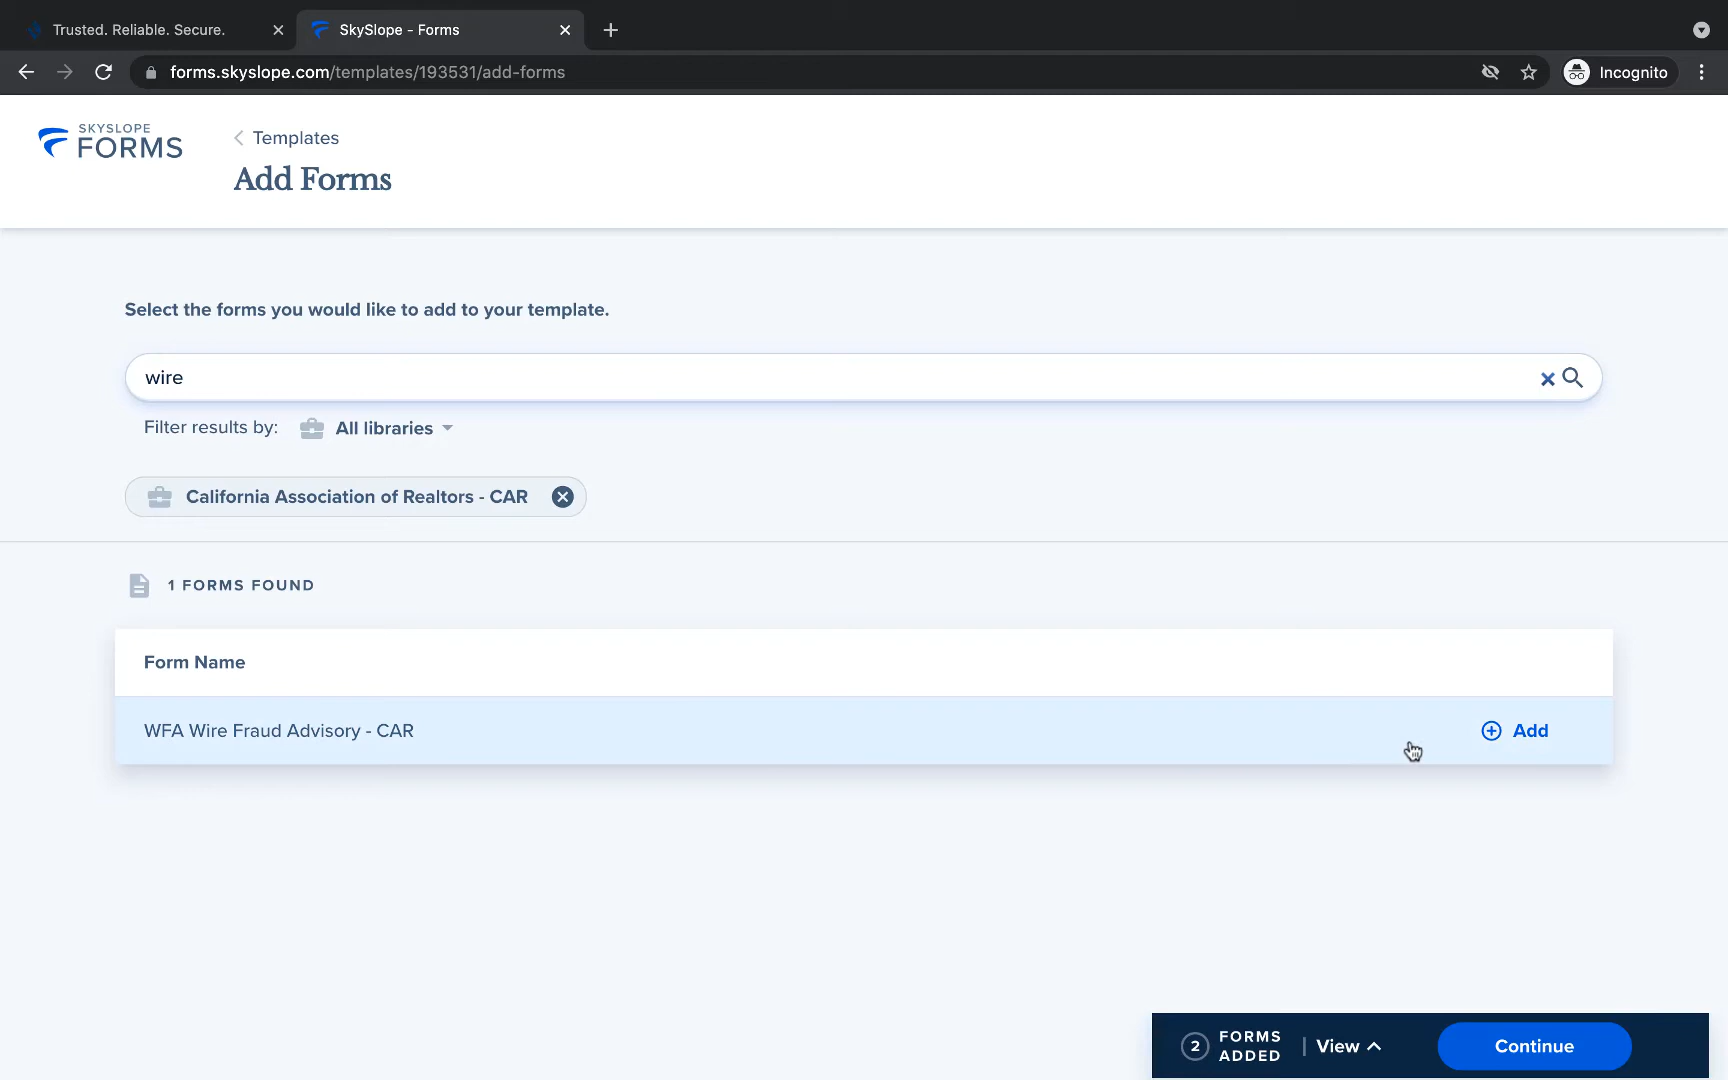 Trusted. Reliable. Secure.
SkySlope - Forms
forms.skyslope.com/templates/193531/add-forms
Incognito
SKYSLOPE
FORMS
Templates
Add Forms
Select the forms you would like to add to your template.
wire
Filter results by: All libraries
California Association of Realtors - CAR
1 FORMS FOUND
Form Name
WFA Wire Fraud Advisory - CAR
Add
2 FORMS ADDED | View
Continue